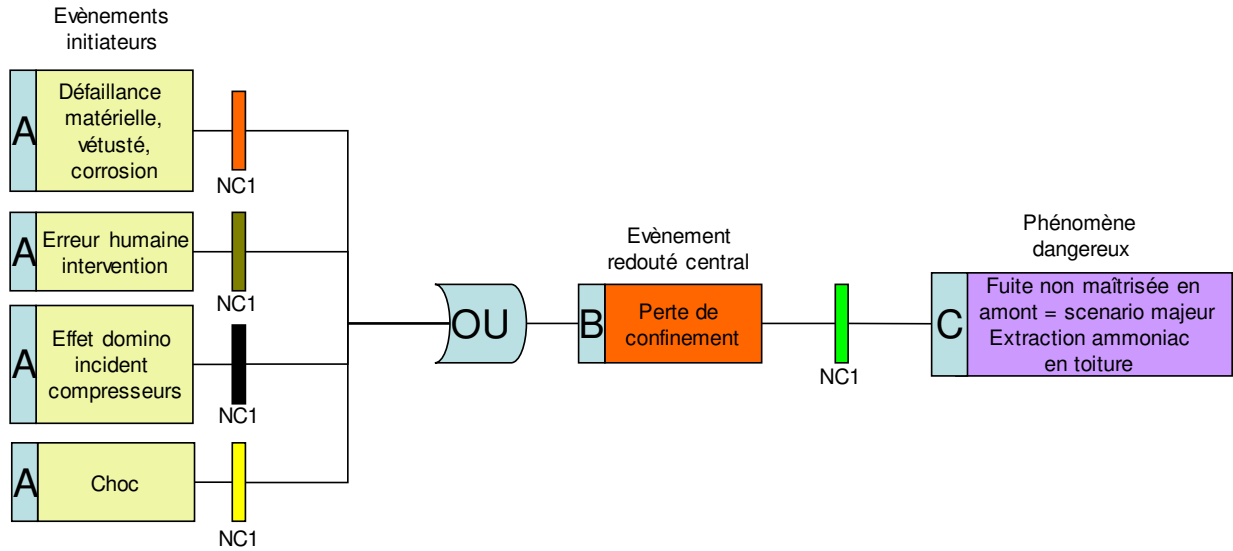 Evènements
initiateurs
A
Défaillance
matérielle,
vétusté,
corrosion
NC1
A
Erreur humaine
intervention
NC1
A
Effet domino
incident
compresseurs
NC1
A
Choc
NC1
OU
Evènement
redouté central
B
Perte de
confinement
NC1
Phénomène
dangereux
C
Fuite non maîtrisée en
amont = scenario majeur
Extraction ammoniac
en toiture